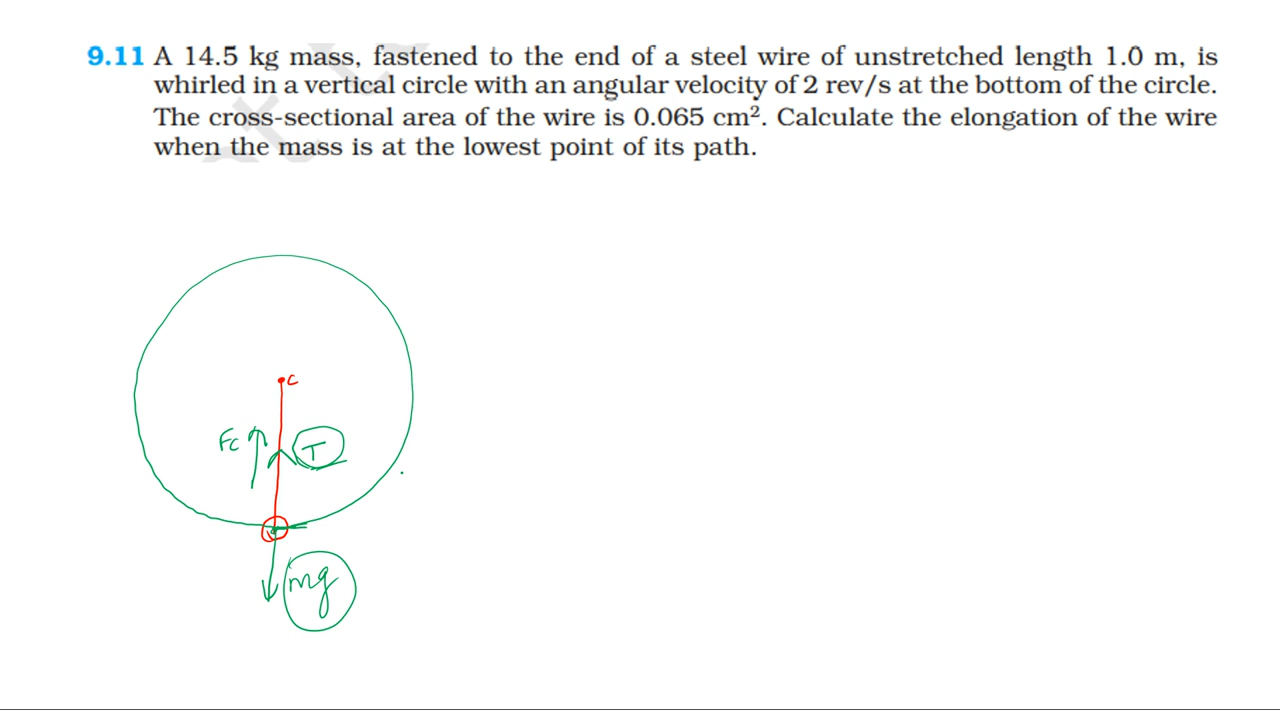 9.11 A 14.5 kg mass, fastened to the end of a steel wire of unstretched length 1.0 m, is
whirled in a vertical circle with an angular velocity of 2 rev/s at the bottom of the circle.
The cross-sectional area of the wire is 0.065 cm². Calculate the elongation of the wire
when the mass is at the lowest point of its path.
c
Fc T
mg